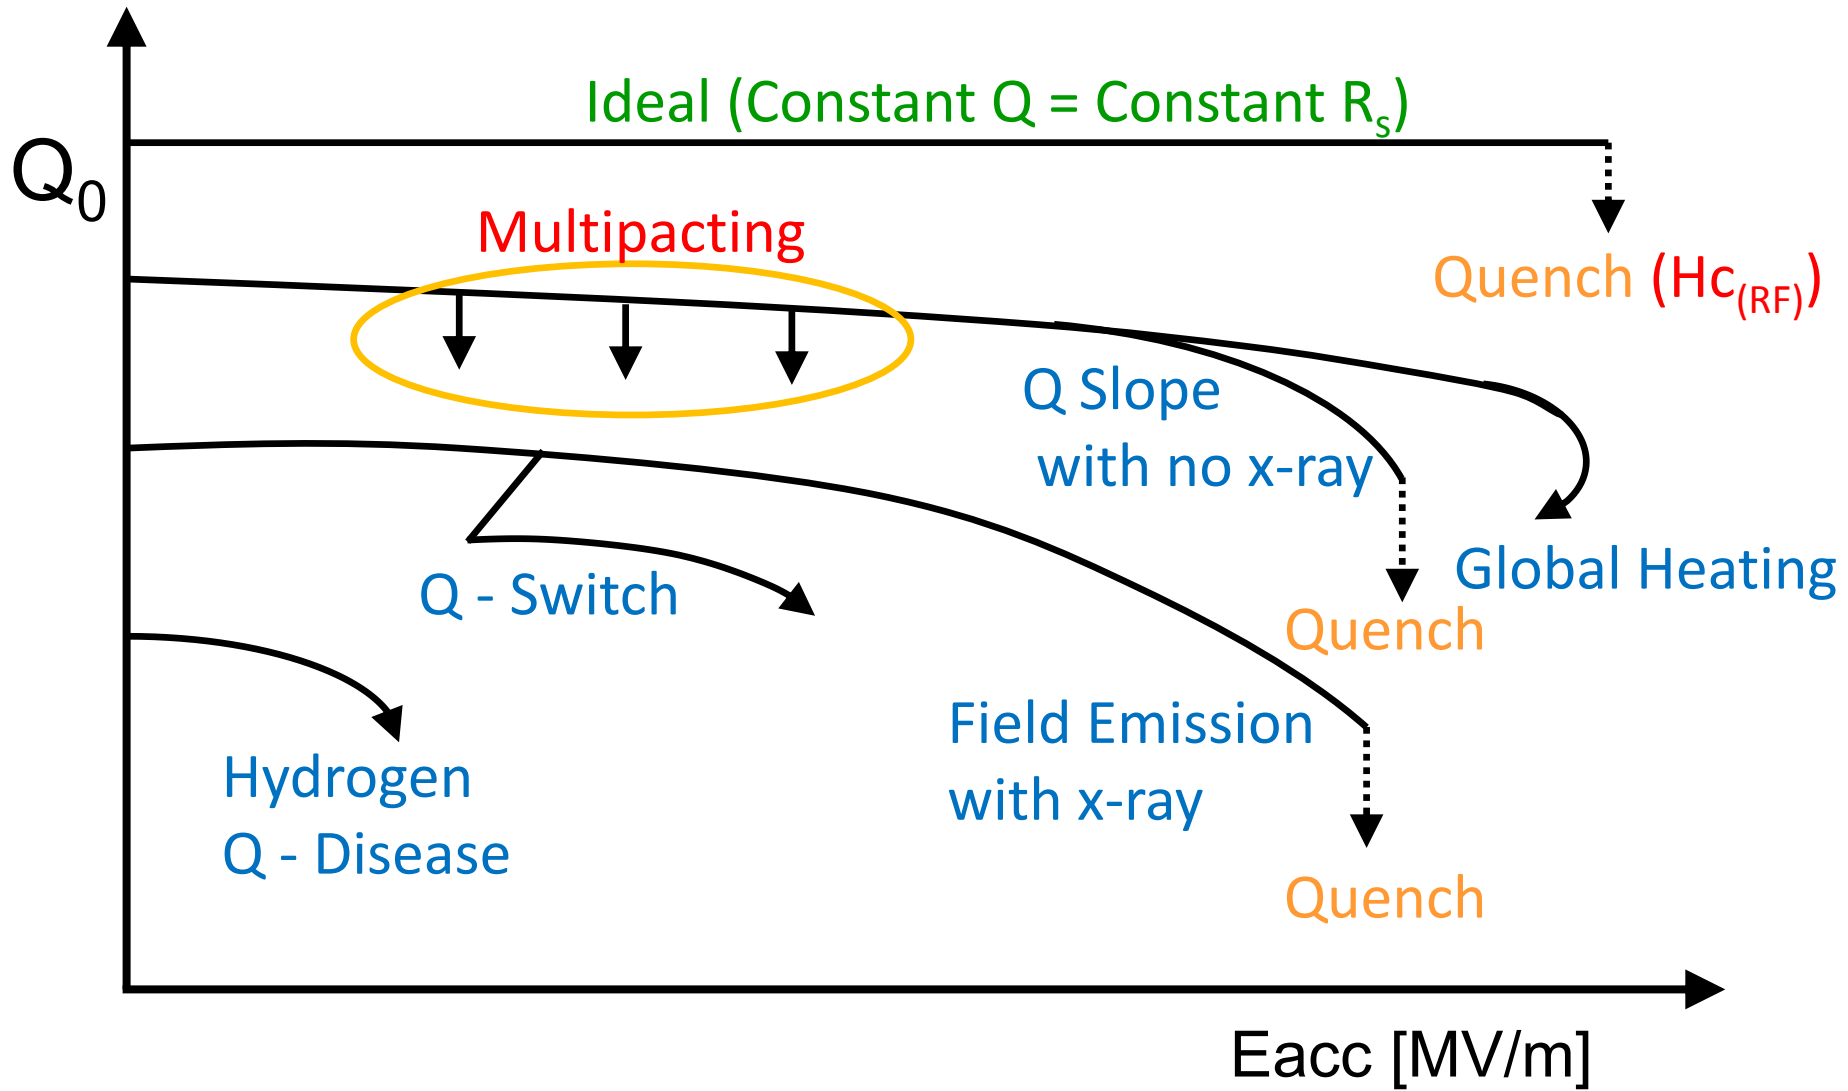 Ideal (Constant Q = Constant Rs)
Q0
Multipacting
Quench (Hc(RF))
Q Slope
with no x-ray
Global Heating
Q - Switch
Quench
Field Emission
with x-ray
Hydrogen
Q - Disease
Quench
Eacc [MV/m]